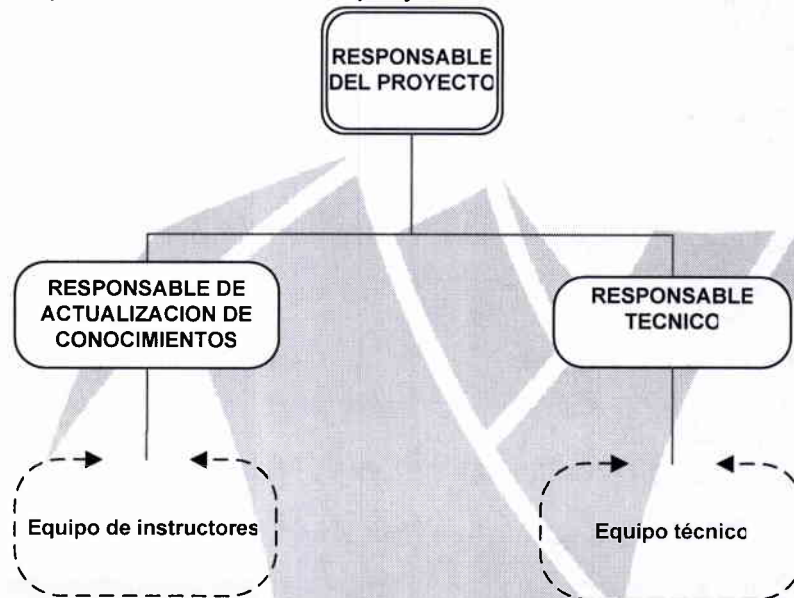 RESPONSABLE
DEL PROYECTO
RESPONSABLE DE
ACTUALIZACION DE
CONOCIMIENTOS
RESPONSABLE
TECNICO
Equipo de instructores
Equipo técnico